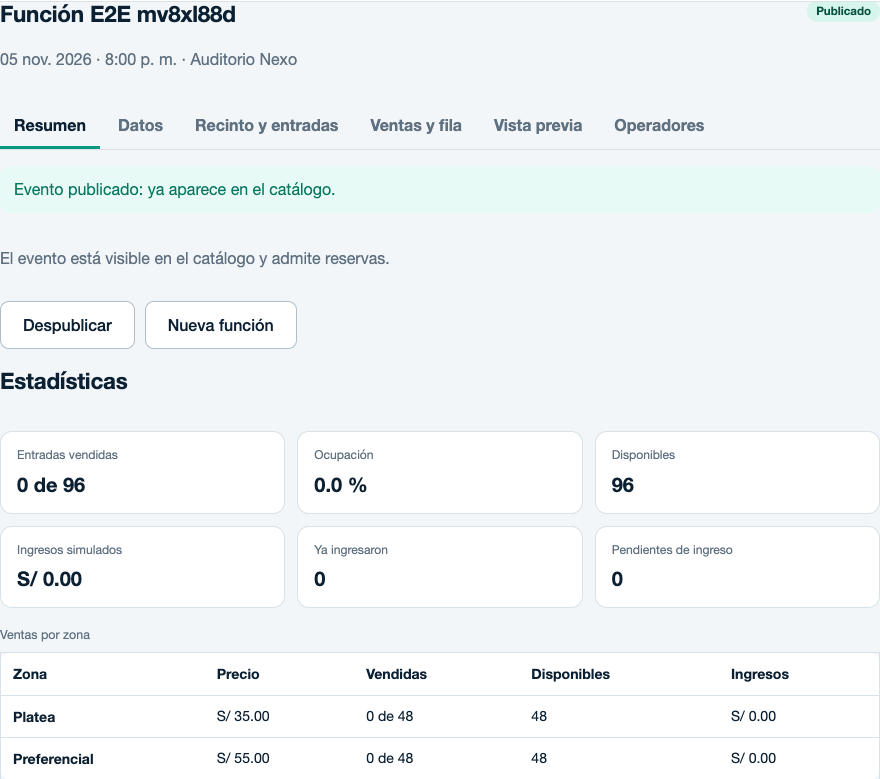 Función E2E mv8xl88d
Publicado
05 nov. 2026 · 8:00 p. m. · Auditorio Nexo
Resumen Datos Recinto y entradas Ventas y fila Vista previa Operadores
Evento publicado: ya aparece en el catálogo.
El evento está visible en el catálogo y admite reservas.
Despublicar Nueva función
Estadísticas
Entradas vendidas Ocupación Disponibles
0 de 96 0.0 % 96
Ingresos simulados Ya ingresaron Pendientes de ingreso
S/ 0.00 0 0
Ventas por zona
Zona Precio Vendidas Disponibles Ingresos
Platea S/ 35.00 0 de 48 48 S/ 0.00
Preferencial S/ 55.00 0 de 48 48 S/ 0.00